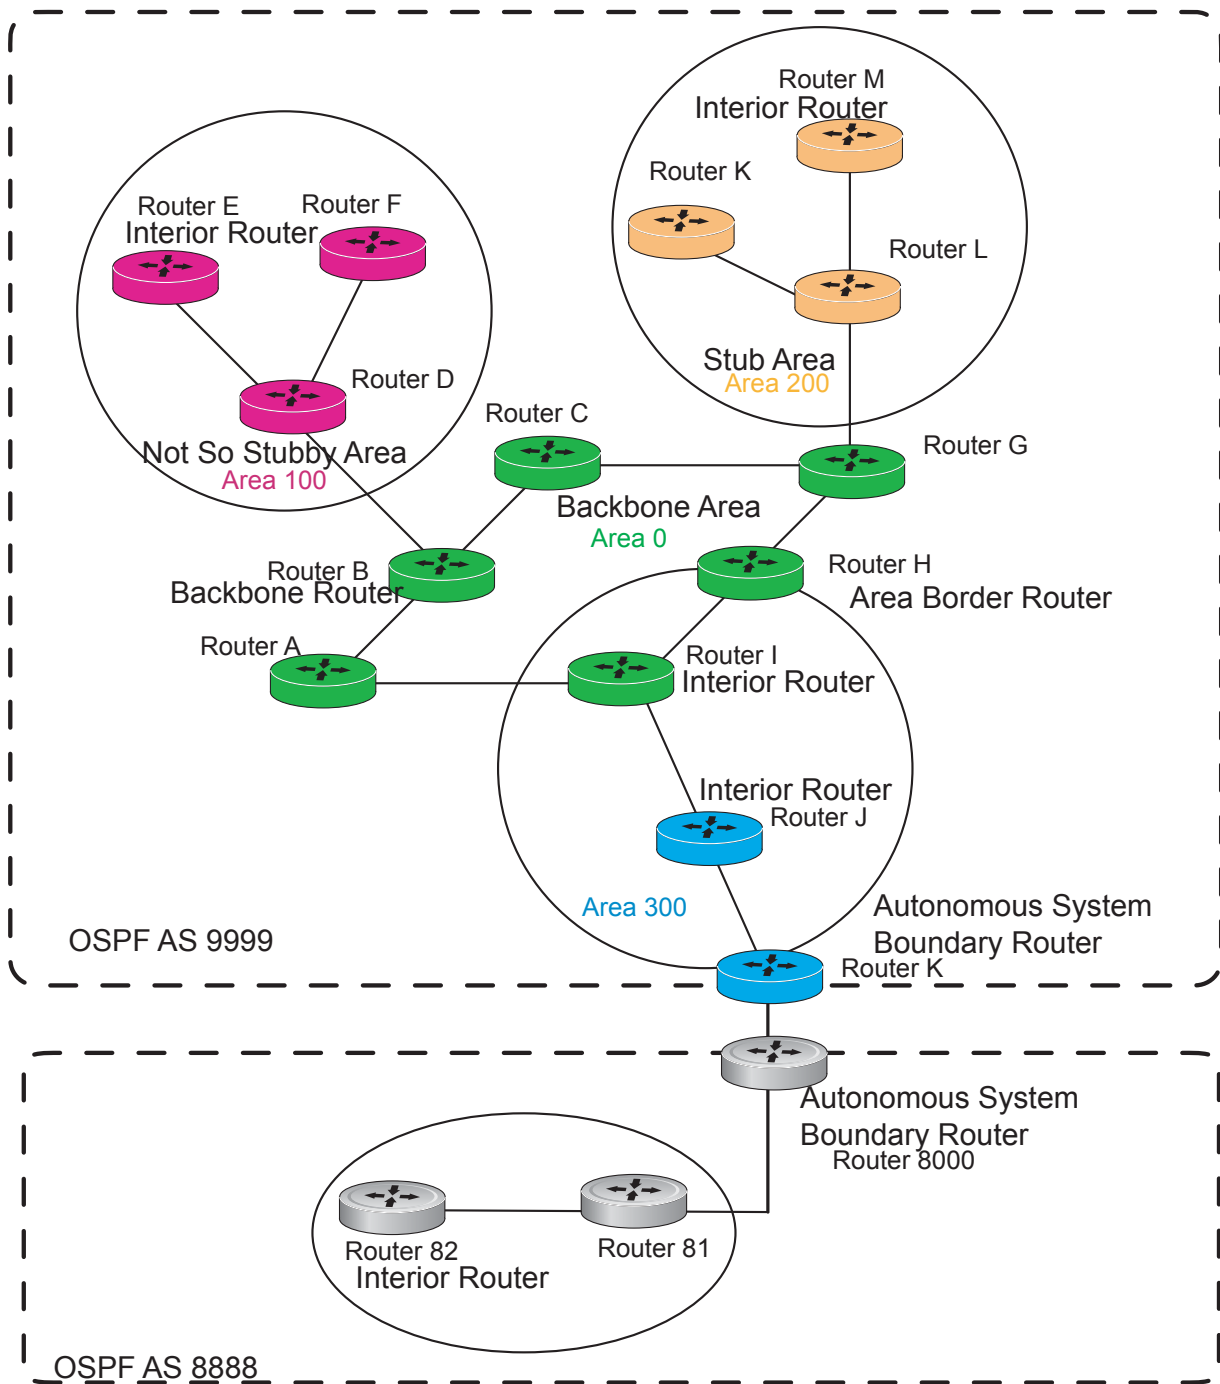 Router M
Interior Router
Router K
Router E
Router F
Interior Router
Router L
Stub Area
Area 200
Router D
Router C
Router G
Not So Stubby Area
Area 100
Backbone Area
Area 0
Router B
Backbone Router
Router H
Area Border Router
Router A
Router I
Interior Router
Interior Router
Router J
Area 300
Autonomous System
Boundary Router
OSPF AS 9999
Router K
Autonomous System
Boundary Router
Router 8000
Router 82
Interior Router
Router 81
OSPF AS 8888